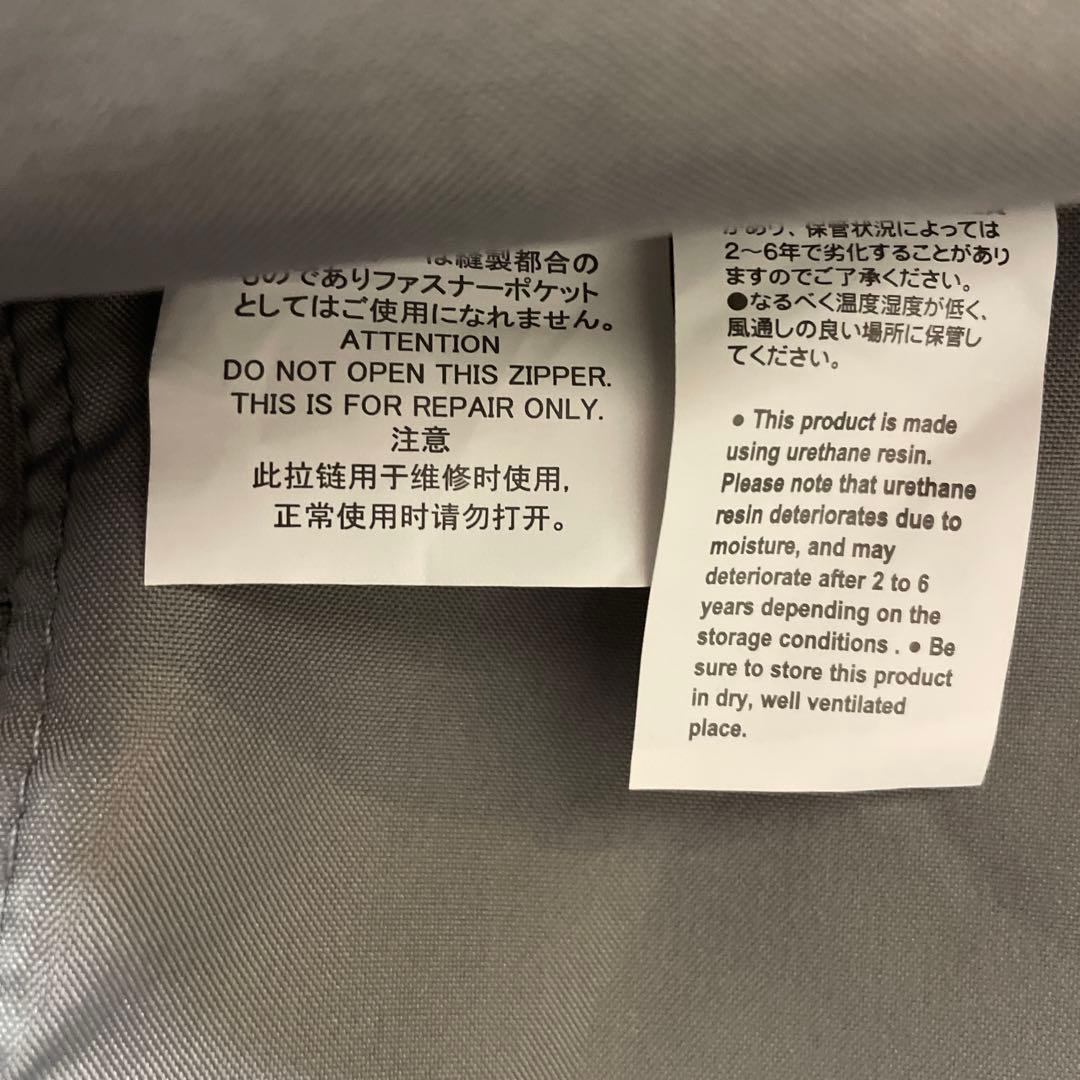 は縫製都合の
ものでありファスナーポケット
としてはご使用になれません。
ATTENTION
DO NOT OPEN THIS ZIPPER.
THIS IS FOR REPAIR ONLY.
注意
此拉链用于维修时使用,
正常使用时请勿打开。
があり、保管状況によっては
2〜6年で劣化することがあり
ますのでご了承ください。
●なるべく温度湿度が低く、
風通しの良い場所に保管し
てください。
● This product is made
using urethane resin.
Please note that urethane
resin deteriorates due to
moisture, and may
deteriorate after 2 to 6
years depending on the
storage conditions . ● Be
sure to store this product
in dry, well ventilated
place.